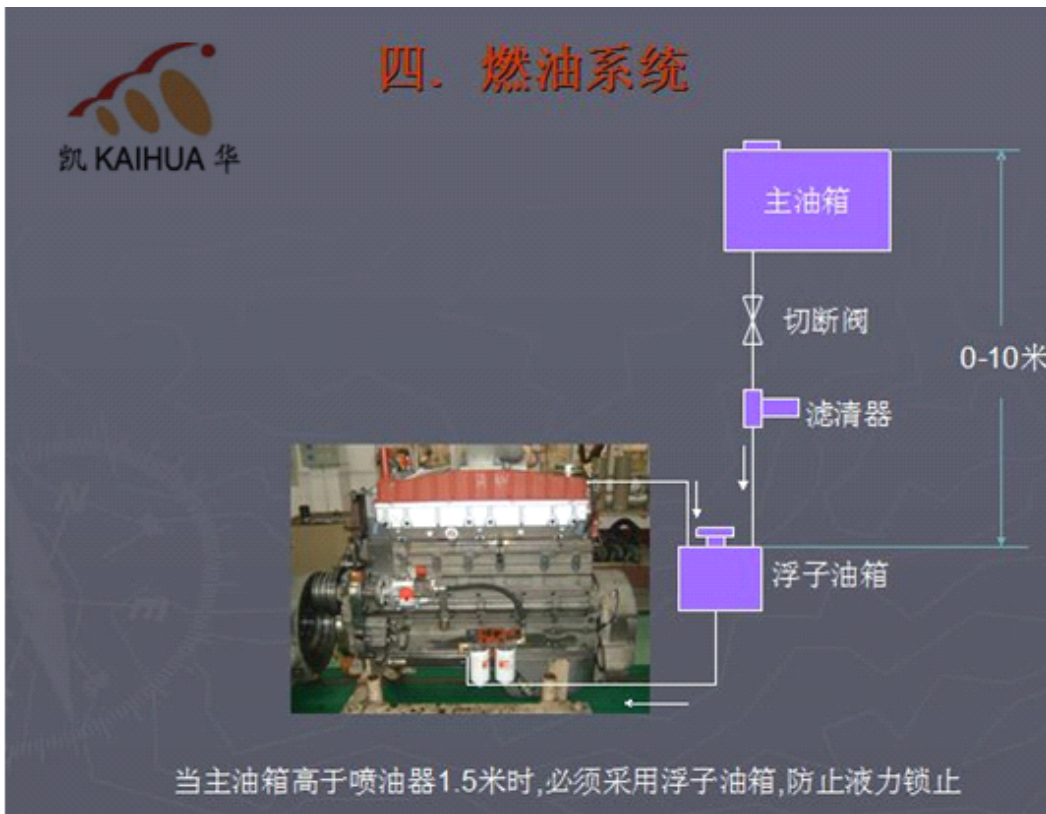 四. 燃油系统
凯 KAIHUA 华
主油箱
切断阀
0-10米
滤清器
浮子油箱
当主油箱高于喷油器1.5米时,必须采用浮子油箱,防止液力锁止